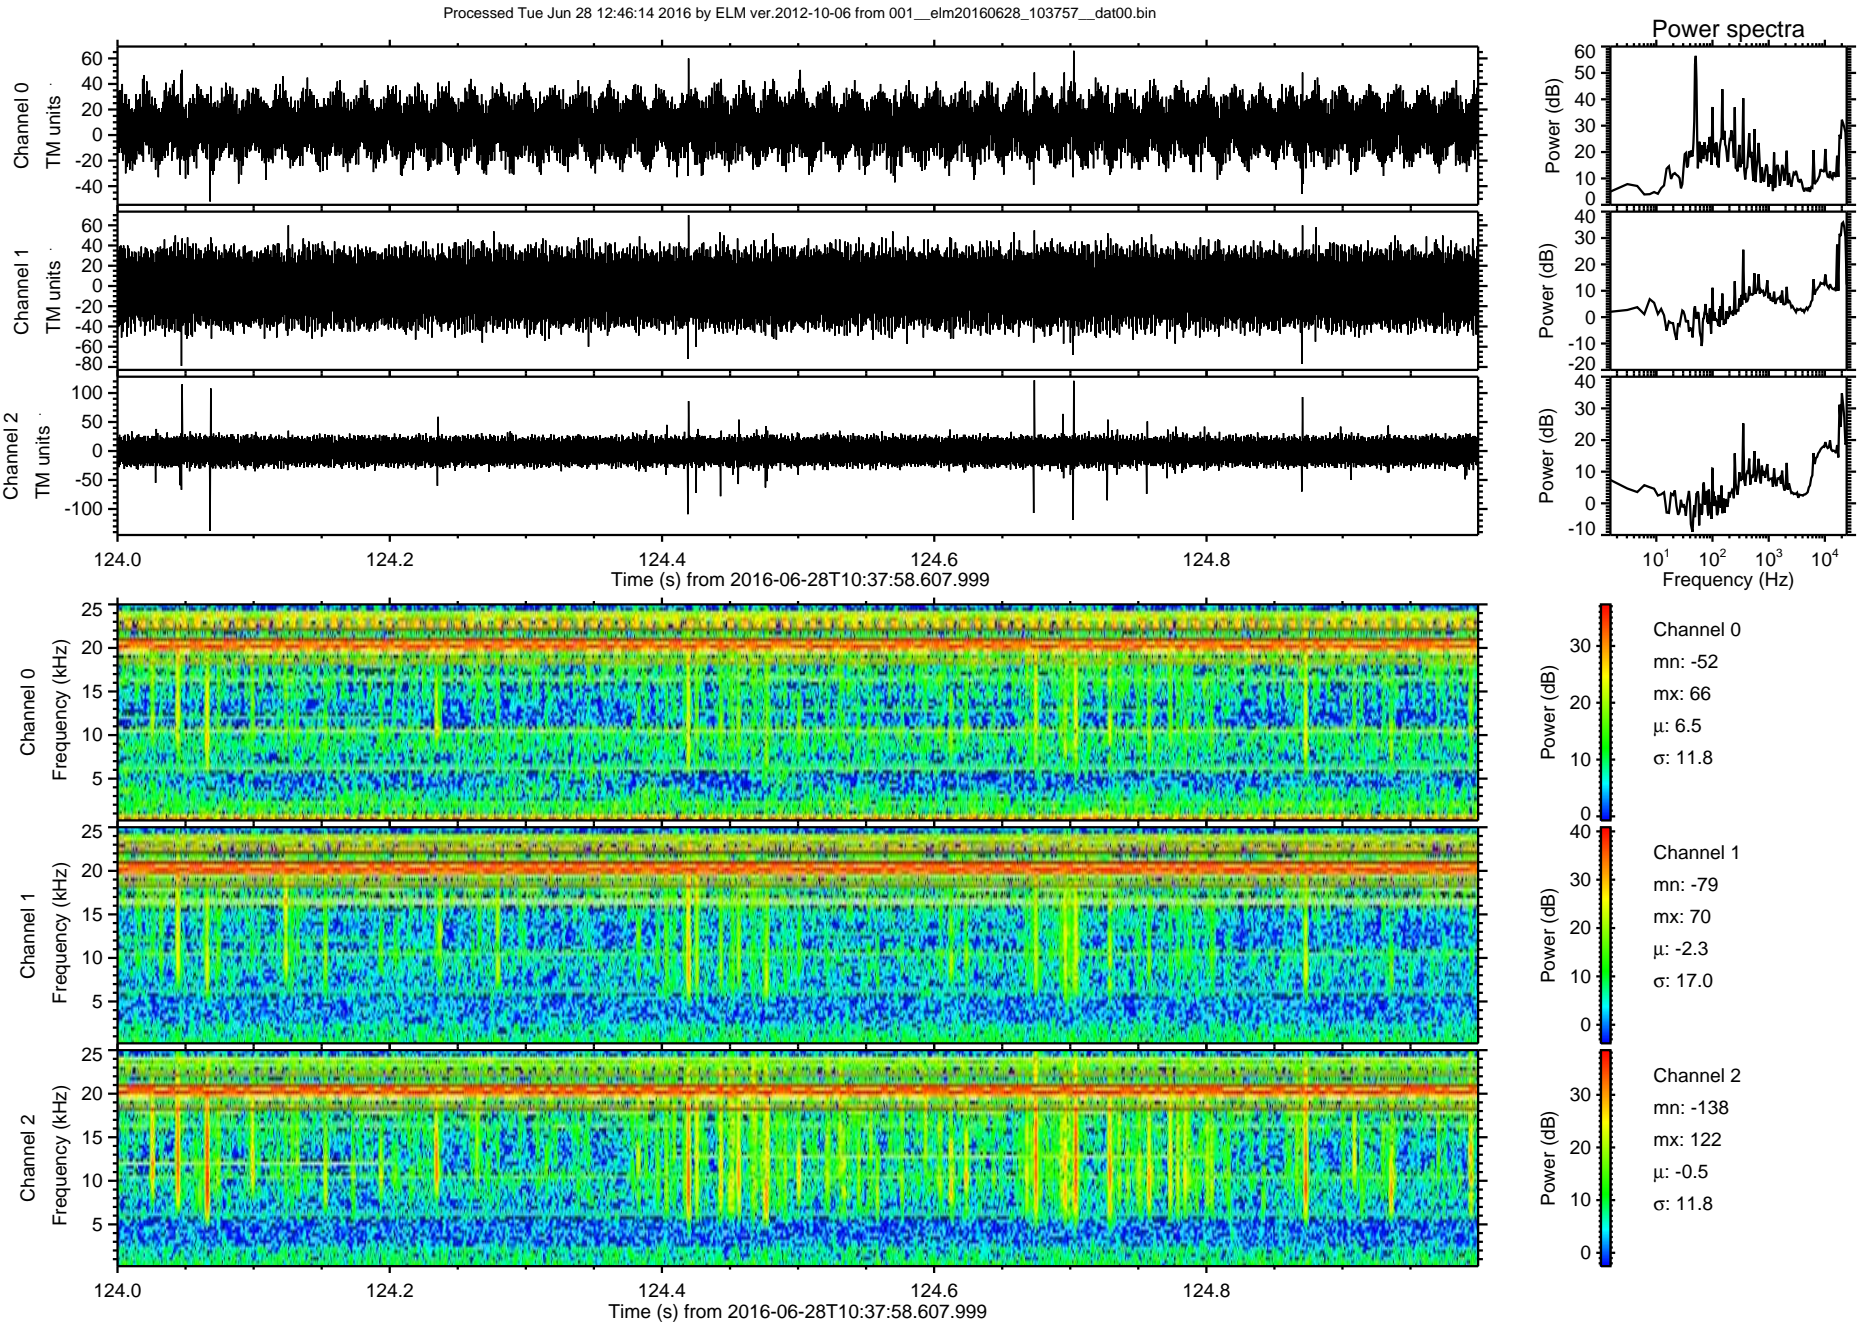 Processed Tue Jun 28 12:46:14 2016 by ELM ver.2012-10-06 from 001__elm20160628_103757__dat00.bin
Power spectra
Channel 0
TM units
60
40
20
0
-20
-40
Power (dB)
60
50
40
30
20
10
0
Channel 1
TM units
60
40
20
0
-20
-40
-60
-80
Power (dB)
40
30
20
10
0
-10
-20
Channel 2
TM units
100
50
0
-50
-100
Power (dB)
40
30
20
10
0
-10
124.0 124.2 124.4 124.6 124.8
Time (s) from 2016-06-28T10:37:58.607.999
10¹ 10² 10³ 10⁴
Frequency (Hz)
Channel 0
Frequency (kHz)
25
20
15
10
5
Power (dB)
30
20
10
0
Channel 0
mn: -52
mx: 66
µ: 6.5
σ: 11.8
Channel 1
Frequency (kHz)
25
20
15
10
5
Power (dB)
40
30
20
10
0
Channel 1
mn: -79
mx: 70
µ: -2.3
σ: 17.0
Channel 2
Frequency (kHz)
25
20
15
10
5
Power (dB)
30
20
10
0
Channel 2
mn: -138
mx: 122
µ: -0.5
σ: 11.8
124.0 124.2 124.4 124.6 124.8
Time (s) from 2016-06-28T10:37:58.607.999